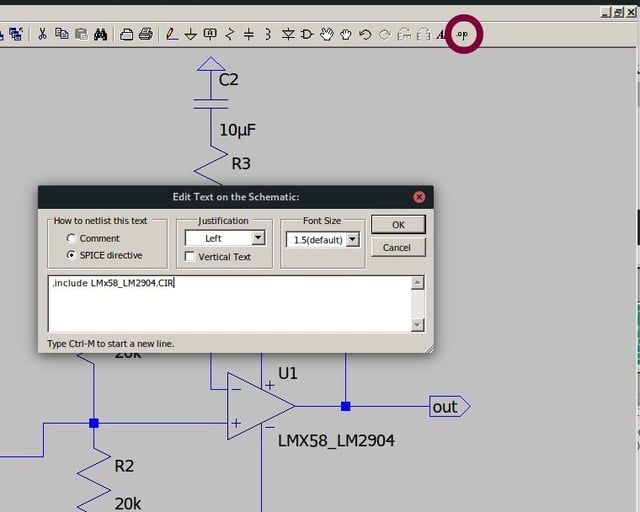 .op
C2
10µF
R3
Edit Text on the Schematic:
How to netlist this text
Comment
SPICE directive
Justification
Left
Vertical Text
Font Size
1.5(default)
OK
Cancel
.include LMx58_LM2904.CIR
Type Ctrl-M to start a new line.
20k
U1
out
LMX58_LM2904
R2
20k